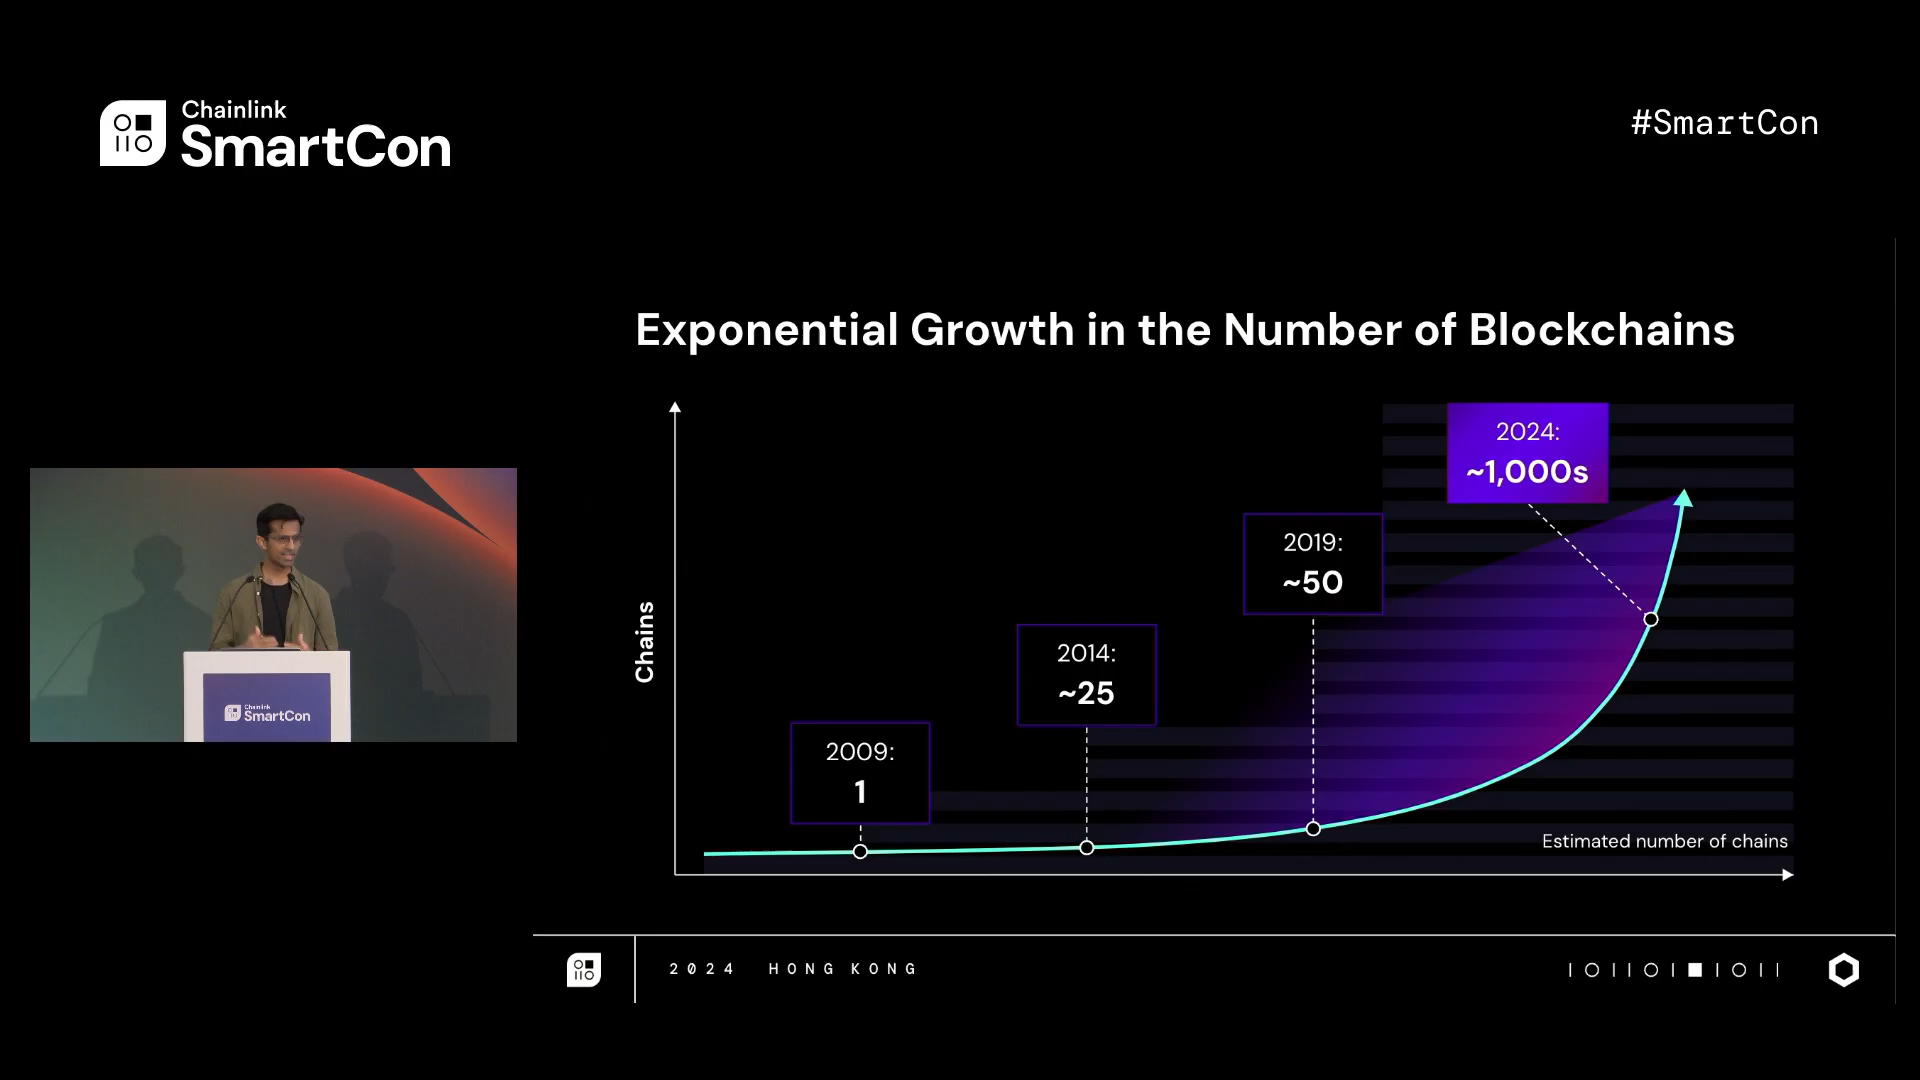 Chainlink
SmartCon
#SmartCon
Exponential Growth in the Number of Blockchains
Chains
2009:
1
2014:
~25
2019:
~50
2024:
~1,000s
Estimated number of chains
Chainlink
SmartCon
2024 HONG KONG